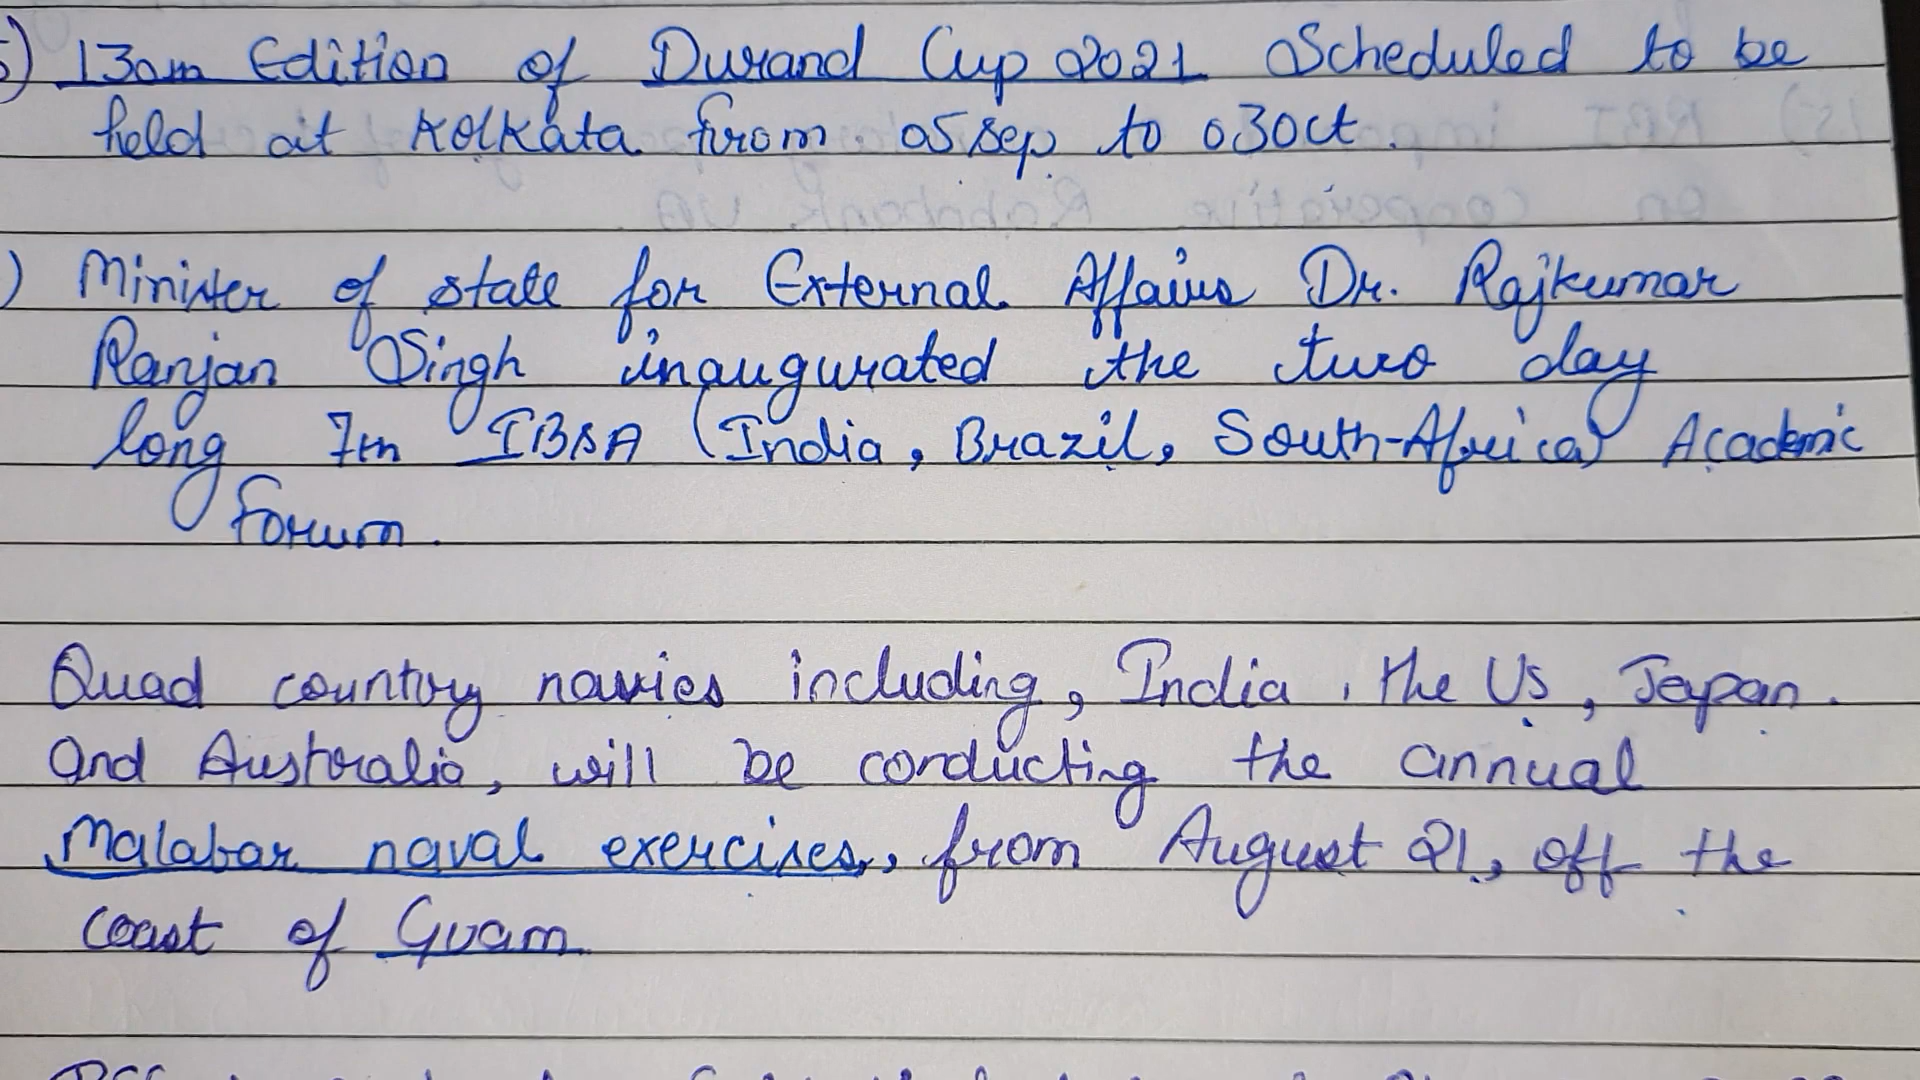 13om Edition of Durand Cup 2021 Scheduled to be
held at Kolkata from 05 Sep to 03 Oct.
) Minister of state for External Affairs Dr. Rajkumar
Ranjan Singh inaugurated the two day
long 7th IBSA (India, Brazil, South-Africa) Academic
Forum.
Quad country navies including, India, the US, Japan.
and Australia, will be conducting the annual
Malabar naval exercises, from August 21, off the
coast of Guam